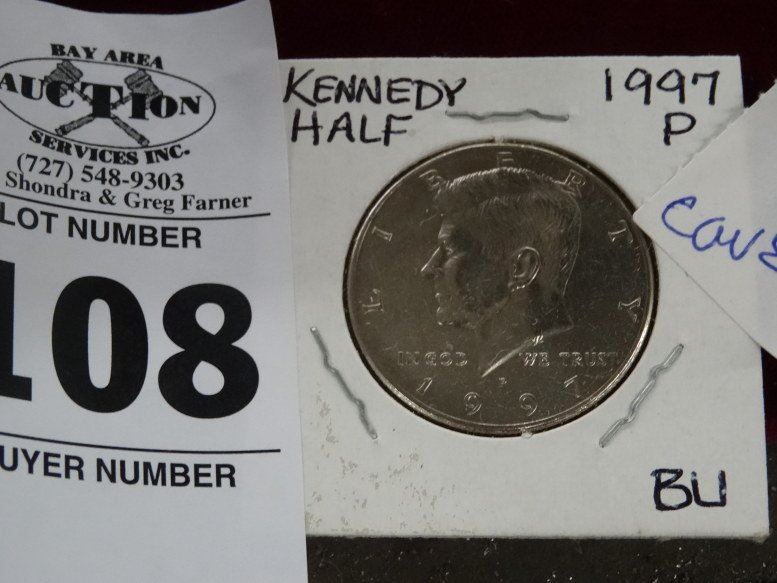 BAY AREA
AUCTION
SERVICES INC.
(727) 548-9303
Shondra & Greg Farner
LOT NUMBER
108
UYER NUMBER
KENNEDY
HALF
1997
P
LIBERTY
IN GOD WE TRUST
P
1997
BU